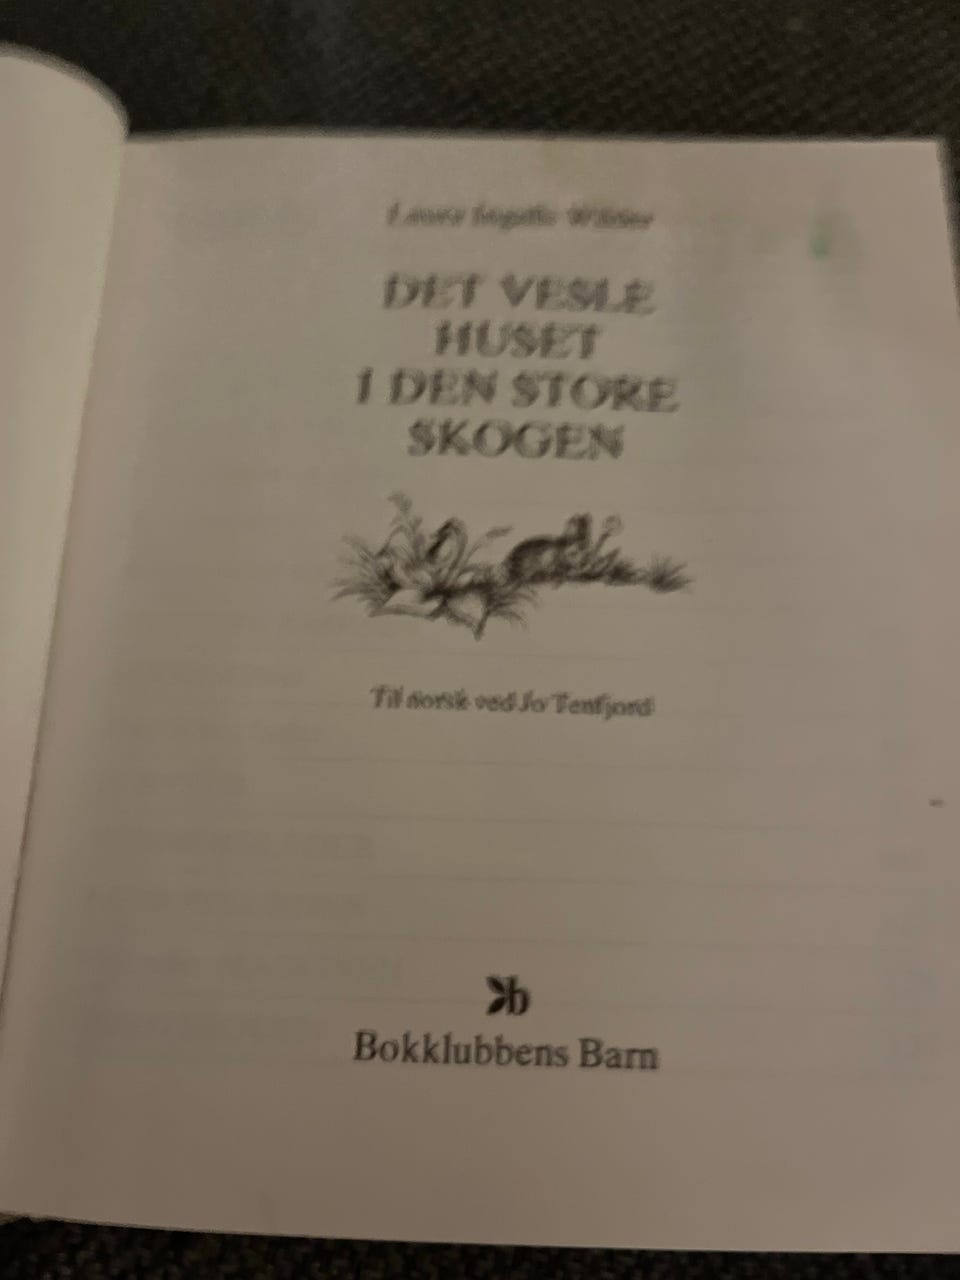 Laura Ingalls Wilder
DET VESLE
HUSET
I DEN STORE
SKOGEN
Til norsk ved Jo Tenfjord
b
Bokklubbens Barn